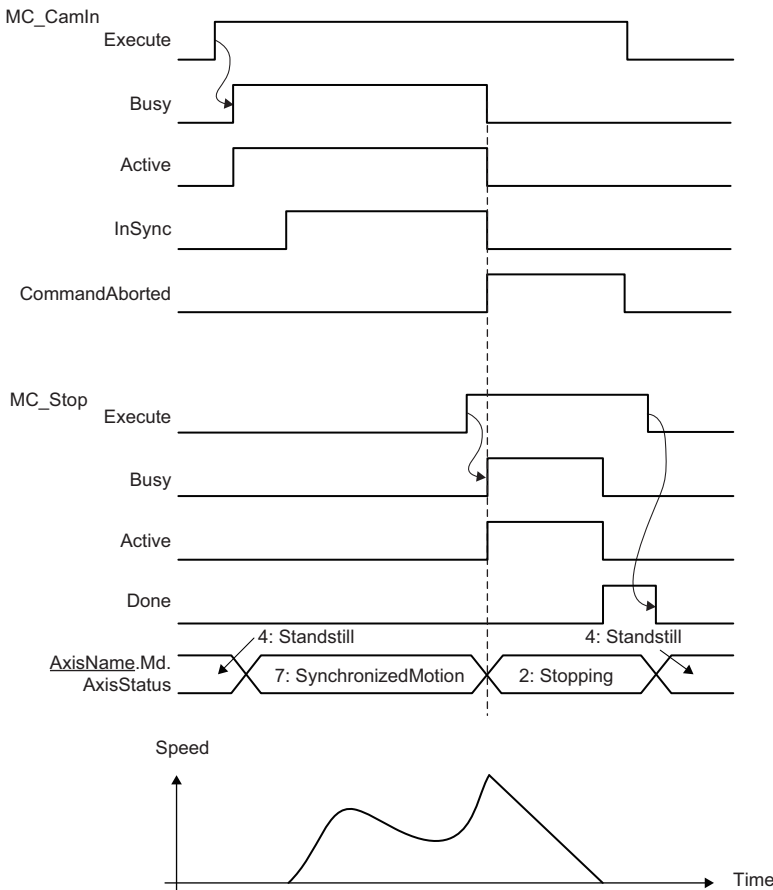 MC_CamIn
Execute
Busy
Active
InSync
CommandAborted
MC_Stop
Execute
Busy
Active
Done
4: Standstill
4: Standstill
AxisName.Md.
AxisStatus
7: SynchronizedMotion
2: Stopping
Speed
Time